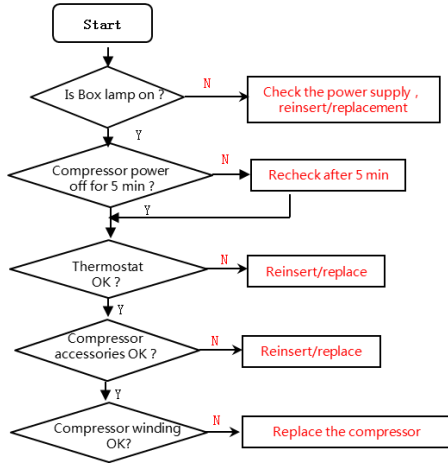 Start
Is Box lamp on ?
N
Check the power supply ,
reinsert/replacement
Y
Compressor power
off for 5 min ?
N
Recheck after 5 min
Y
Thermostat
OK ?
N
Reinsert/replace
Y
Compressor
accessories OK ?
N
Reinsert/replace
Y
Compressor winding
OK?
N
Replace the compressor